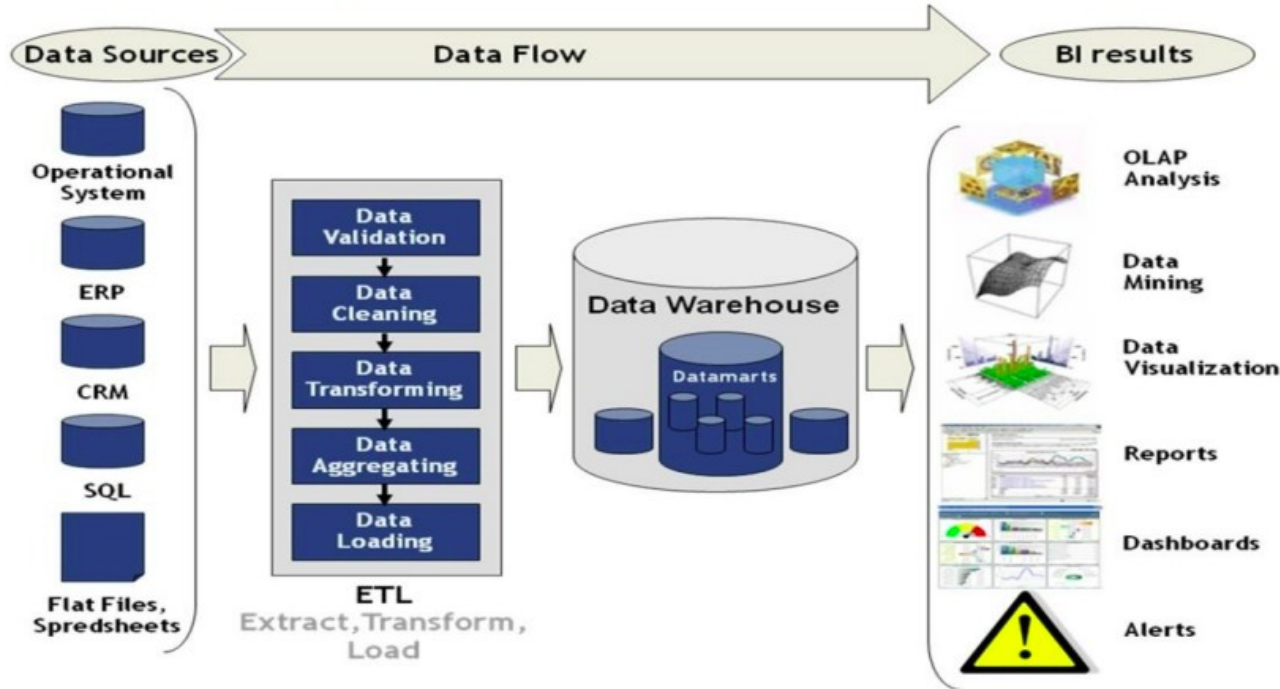 Data Sources
Data Flow
BI results
Operational
System
ERP
CRM
SQL
Flat Files,
Spredsheets
Data
Validation
Data
Cleaning
Data
Transforming
Data
Aggregating
Data
Loading
ETL
Extract,Transform,
Load
Data Warehouse
Datamarts
OLAP
Analysis
Data
Mining
Data
Visualization
Reports
Dashboards
!
Alerts